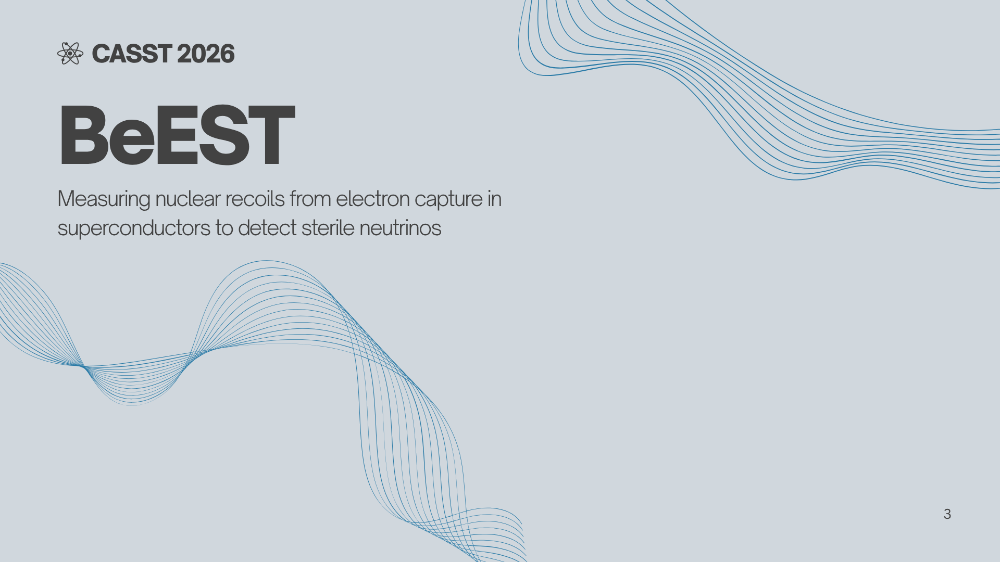 CASST 2026
BeEST
Measuring nuclear recoils from electron capture in
superconductors to detect sterile neutrinos
3